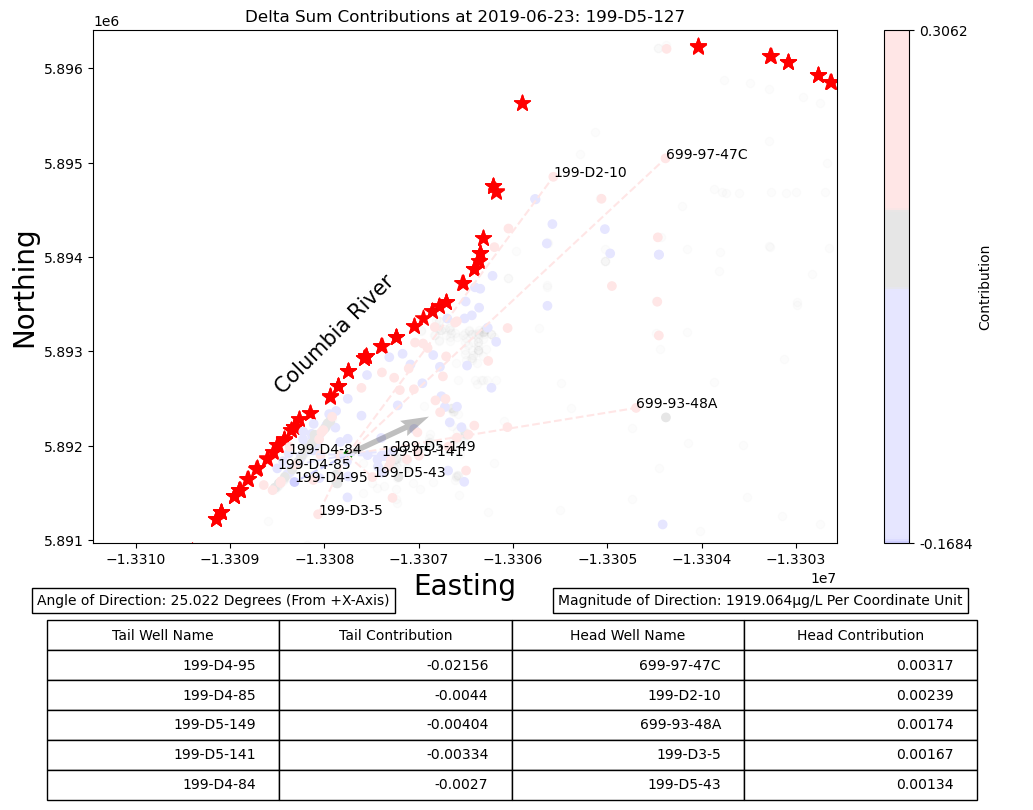 Delta Sum Contributions at 2019-06-23: 199-D5-127
1e6
0.3062
5.896
5.895
5.894
5.893
5.892
5.891
Northing
Columbia River
699-97-47C
199-D2-10
699-93-48A
199-D5-149
199-D4-84
199-D5-141
199-D4-85
199-D5-43
199-D4-95
199-D3-5
Contribution
-0.1684
−1.3310
−1.3309
−1.3308
−1.3307
−1.3306
−1.3305
−1.3304
−1.3303
1e7
Easting
Angle of Direction: 25.022 Degrees (From +X-Axis)
Magnitude of Direction: 1919.064µg/L Per Coordinate Unit
Tail Well Name Tail Contribution Head Well Name Head Contribution
199-D4-95 -0.02156 699-97-47C 0.00317
199-D4-85 -0.0044 199-D2-10 0.00239
199-D5-149 -0.00404 699-93-48A 0.00174
199-D5-141 -0.00334 199-D3-5 0.00167
199-D4-84 -0.0027 199-D5-43 0.00134